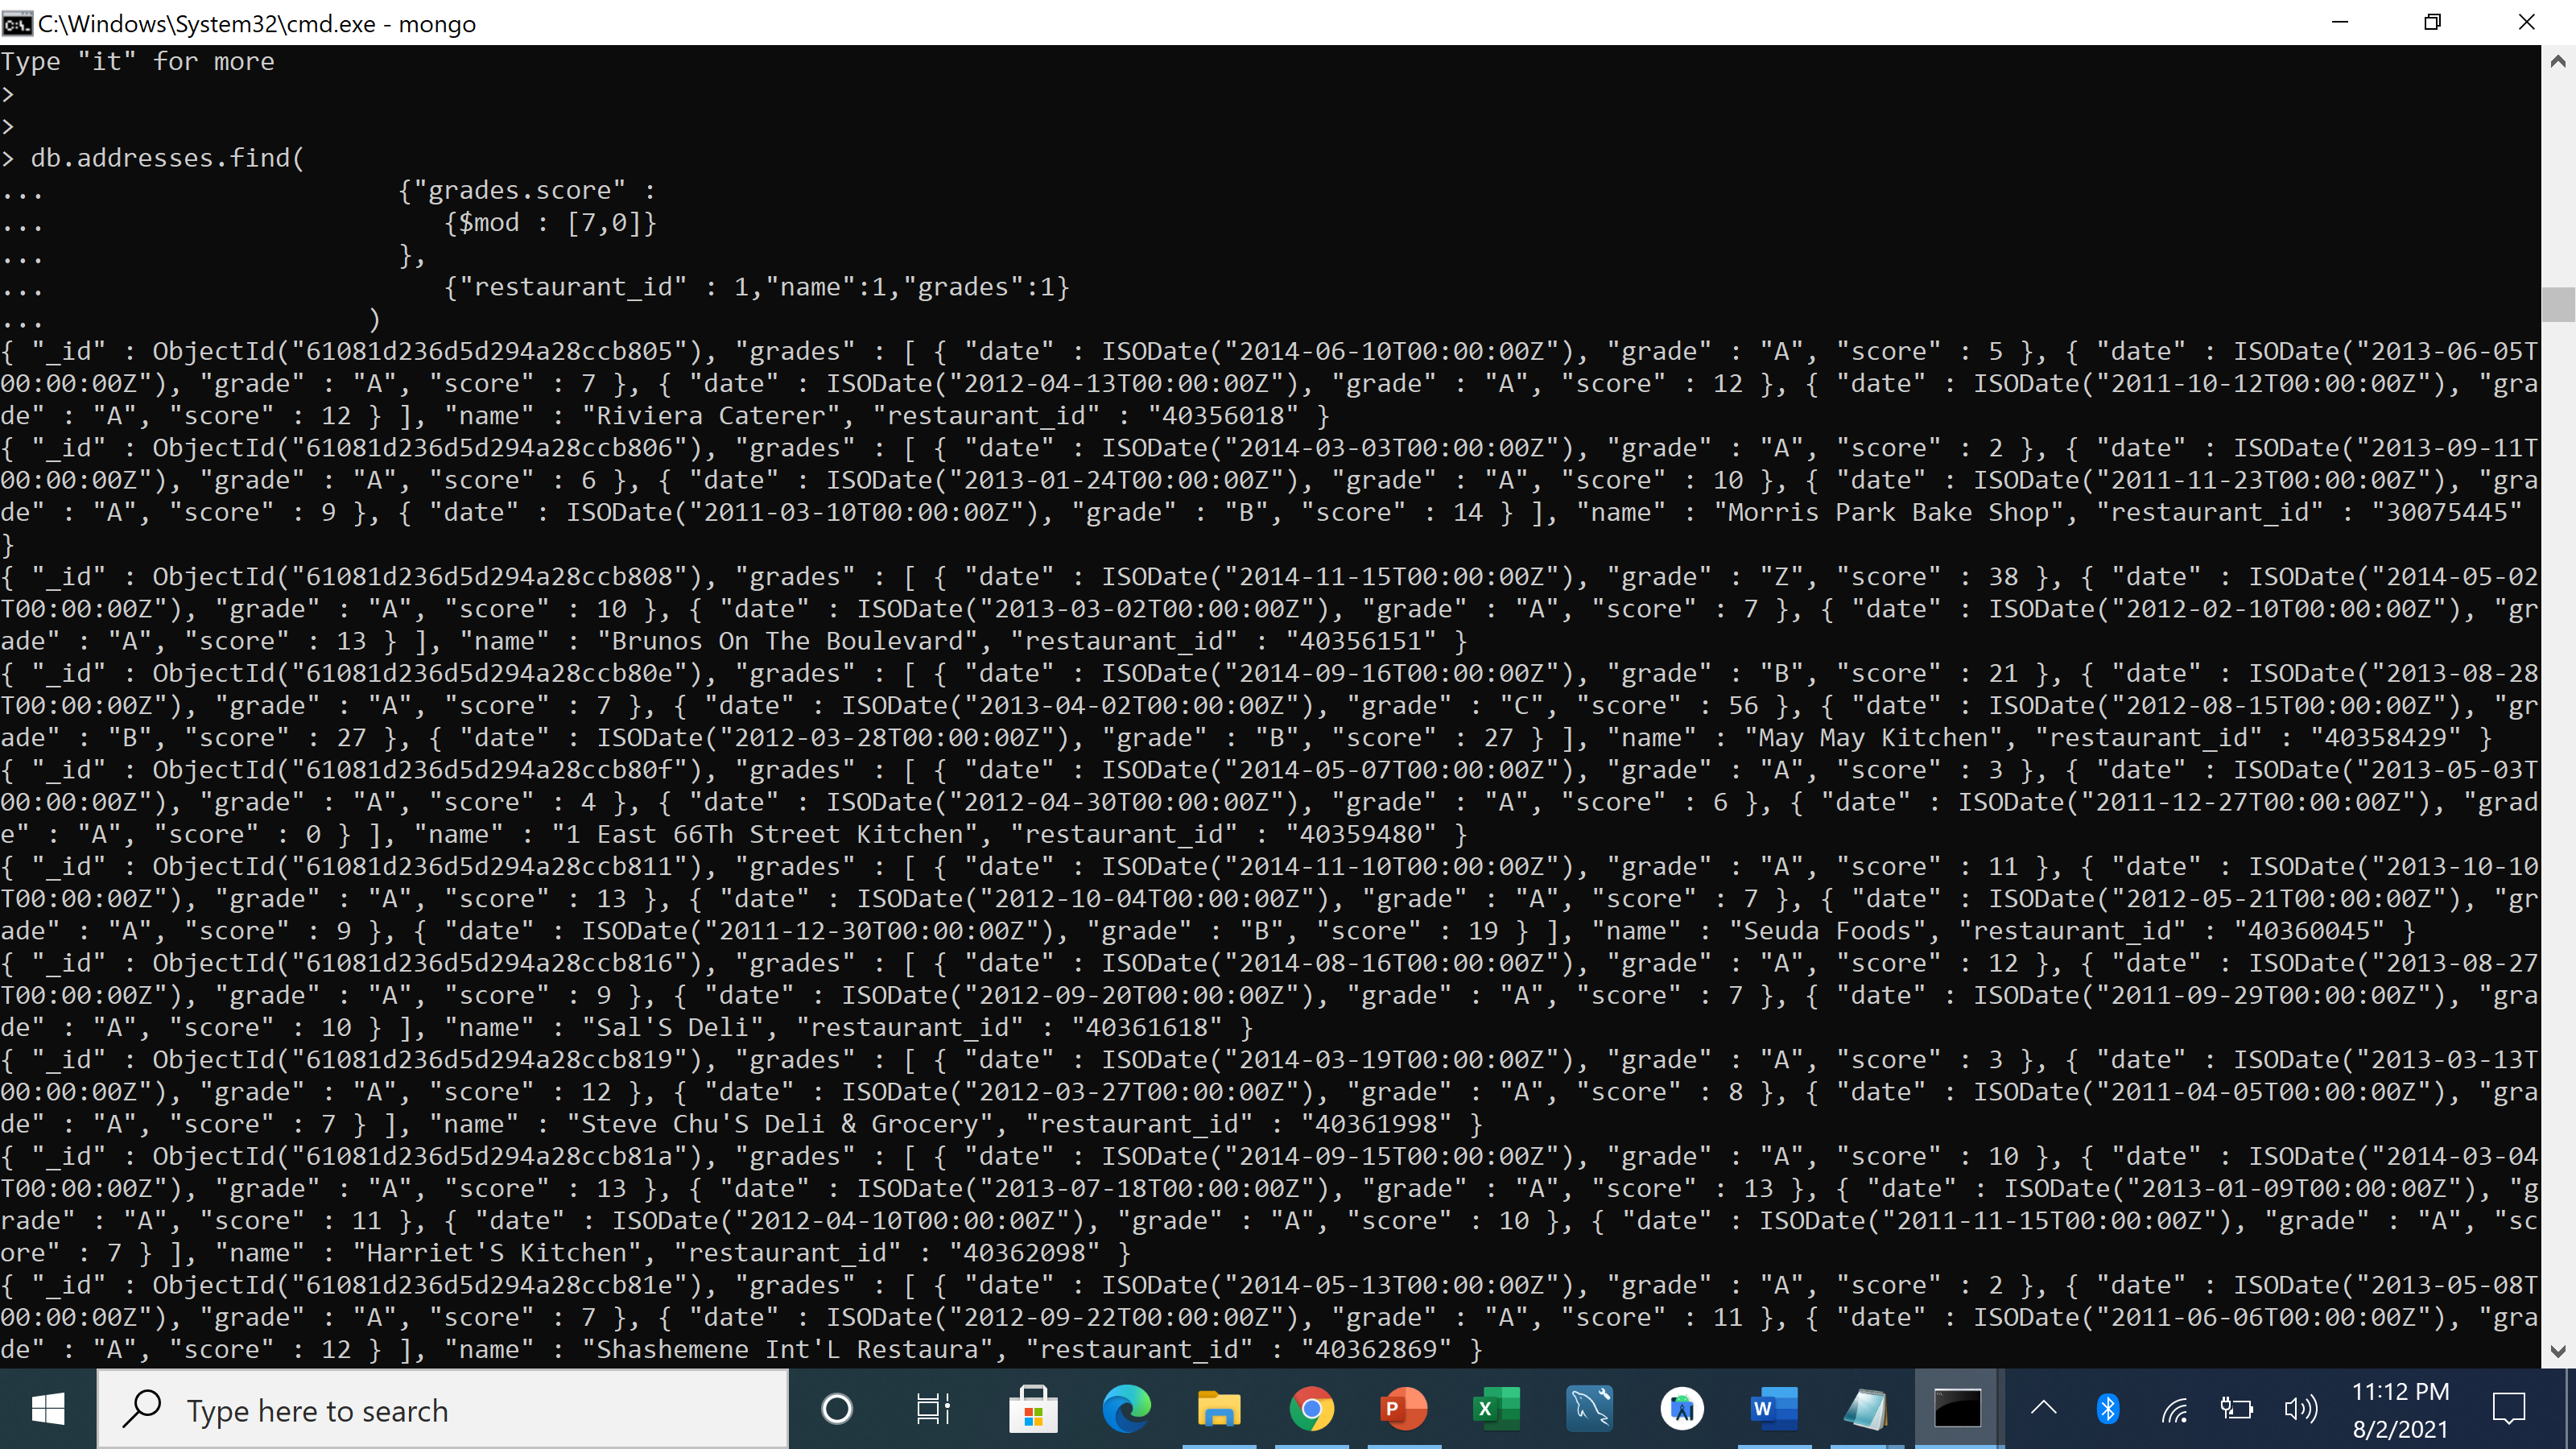 C:\Windows\System32\cmd.exe - mongo
Type "it" for more
>
>
> db.addresses.find(
... {"grades.score" :
... {$mod : [7,0]}
... },
... {"restaurant_id" : 1,"name":1,"grades":1}
... )
{ "_id" : ObjectId("61081d236d5d294a28ccb805"), "grades" : [ { "date" : ISODate("2014-06-10T00:00:00Z"), "grade" : "A", "score" : 5 }, { "date" : ISODate("2013-06-05T
00:00:00Z"), "grade" : "A", "score" : 7 }, { "date" : ISODate("2012-04-13T00:00:00Z"), "grade" : "A", "score" : 12 }, { "date" : ISODate("2011-10-12T00:00:00Z"), "gra
de" : "A", "score" : 12 } ], "name" : "Riviera Caterer", "restaurant_id" : "40356018" }
{ "_id" : ObjectId("61081d236d5d294a28ccb806"), "grades" : [ { "date" : ISODate("2014-03-03T00:00:00Z"), "grade" : "A", "score" : 2 }, { "date" : ISODate("2013-09-11T
00:00:00Z"), "grade" : "A", "score" : 6 }, { "date" : ISODate("2013-01-24T00:00:00Z"), "grade" : "A", "score" : 10 }, { "date" : ISODate("2011-11-23T00:00:00Z"), "gra
de" : "A", "score" : 9 }, { "date" : ISODate("2011-03-10T00:00:00Z"), "grade" : "B", "score" : 14 } ], "name" : "Morris Park Bake Shop", "restaurant_id" : "30075445"
}
{ "_id" : ObjectId("61081d236d5d294a28ccb808"), "grades" : [ { "date" : ISODate("2014-11-15T00:00:00Z"), "grade" : "Z", "score" : 38 }, { "date" : ISODate("2014-05-02
T00:00:00Z"), "grade" : "A", "score" : 10 }, { "date" : ISODate("2013-03-02T00:00:00Z"), "grade" : "A", "score" : 7 }, { "date" : ISODate("2012-02-10T00:00:00Z"), "gr
ade" : "A", "score" : 13 } ], "name" : "Brunos On The Boulevard", "restaurant_id" : "40356151" }
{ "_id" : ObjectId("61081d236d5d294a28ccb80e"), "grades" : [ { "date" : ISODate("2014-09-16T00:00:00Z"), "grade" : "B", "score" : 21 }, { "date" : ISODate("2013-08-28
T00:00:00Z"), "grade" : "A", "score" : 7 }, { "date" : ISODate("2013-04-02T00:00:00Z"), "grade" : "C", "score" : 56 }, { "date" : ISODate("2012-08-15T00:00:00Z"), "gr
ade" : "B", "score" : 27 }, { "date" : ISODate("2012-03-28T00:00:00Z"), "grade" : "B", "score" : 27 } ], "name" : "May May Kitchen", "restaurant_id" : "40358429" }
{ "_id" : ObjectId("61081d236d5d294a28ccb80f"), "grades" : [ { "date" : ISODate("2014-05-07T00:00:00Z"), "grade" : "A", "score" : 3 }, { "date" : ISODate("2013-05-03T
00:00:00Z"), "grade" : "A", "score" : 4 }, { "date" : ISODate("2012-04-30T00:00:00Z"), "grade" : "A", "score" : 6 }, { "date" : ISODate("2011-12-27T00:00:00Z"), "grad
e" : "A", "score" : 0 } ], "name" : "1 East 66Th Street Kitchen", "restaurant_id" : "40359480" }
{ "_id" : ObjectId("61081d236d5d294a28ccb811"), "grades" : [ { "date" : ISODate("2014-11-10T00:00:00Z"), "grade" : "A", "score" : 11 }, { "date" : ISODate("2013-10-10
T00:00:00Z"), "grade" : "A", "score" : 13 }, { "date" : ISODate("2012-10-04T00:00:00Z"), "grade" : "A", "score" : 7 }, { "date" : ISODate("2012-05-21T00:00:00Z"), "gr
ade" : "A", "score" : 9 }, { "date" : ISODate("2011-12-30T00:00:00Z"), "grade" : "B", "score" : 19 } ], "name" : "Seuda Foods", "restaurant_id" : "40360045" }
{ "_id" : ObjectId("61081d236d5d294a28ccb816"), "grades" : [ { "date" : ISODate("2014-08-16T00:00:00Z"), "grade" : "A", "score" : 12 }, { "date" : ISODate("2013-08-27
T00:00:00Z"), "grade" : "A", "score" : 9 }, { "date" : ISODate("2012-09-20T00:00:00Z"), "grade" : "A", "score" : 7 }, { "date" : ISODate("2011-09-29T00:00:00Z"), "gra
de" : "A", "score" : 10 } ], "name" : "Sal'S Deli", "restaurant_id" : "40361618" }
{ "_id" : ObjectId("61081d236d5d294a28ccb819"), "grades" : [ { "date" : ISODate("2014-03-19T00:00:00Z"), "grade" : "A", "score" : 3 }, { "date" : ISODate("2013-03-13T
00:00:00Z"), "grade" : "A", "score" : 12 }, { "date" : ISODate("2012-03-27T00:00:00Z"), "grade" : "A", "score" : 8 }, { "date" : ISODate("2011-04-05T00:00:00Z"), "gra
de" : "A", "score" : 7 } ], "name" : "Steve Chu'S Deli & Grocery", "restaurant_id" : "40361998" }
{ "_id" : ObjectId("61081d236d5d294a28ccb81a"), "grades" : [ { "date" : ISODate("2014-09-15T00:00:00Z"), "grade" : "A", "score" : 10 }, { "date" : ISODate("2014-03-04
T00:00:00Z"), "grade" : "A", "score" : 13 }, { "date" : ISODate("2013-07-18T00:00:00Z"), "grade" : "A", "score" : 13 }, { "date" : ISODate("2013-01-09T00:00:00Z"), "g
rade" : "A", "score" : 11 }, { "date" : ISODate("2012-04-10T00:00:00Z"), "grade" : "A", "score" : 10 }, { "date" : ISODate("2011-11-15T00:00:00Z"), "grade" : "A", "sc
ore" : 7 } ], "name" : "Harriet'S Kitchen", "restaurant_id" : "40362098" }
{ "_id" : ObjectId("61081d236d5d294a28ccb81e"), "grades" : [ { "date" : ISODate("2014-05-13T00:00:00Z"), "grade" : "A", "score" : 2 }, { "date" : ISODate("2013-05-08T
00:00:00Z"), "grade" : "A", "score" : 7 }, { "date" : ISODate("2012-09-22T00:00:00Z"), "grade" : "A", "score" : 11 }, { "date" : ISODate("2011-06-06T00:00:00Z"), "gra
de" : "A", "score" : 12 } ], "name" : "Shashemene Int'L Restaura", "restaurant_id" : "40362869" }
Type here to search
11:12 PM
8/2/2021